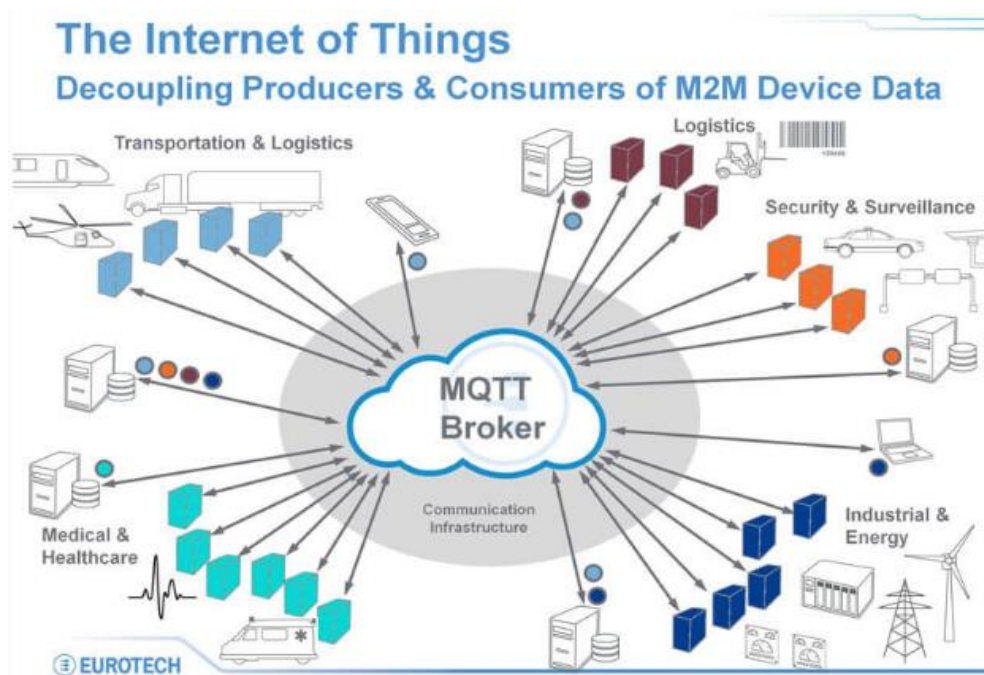 The Internet of Things
Decoupling Producers & Consumers of M2M Device Data
Transportation & Logistics
Logistics
Security & Surveillance
MQTT
Broker
Communication
Infrastructure
Medical &
Healthcare
Industrial &
Energy
EUROTECH